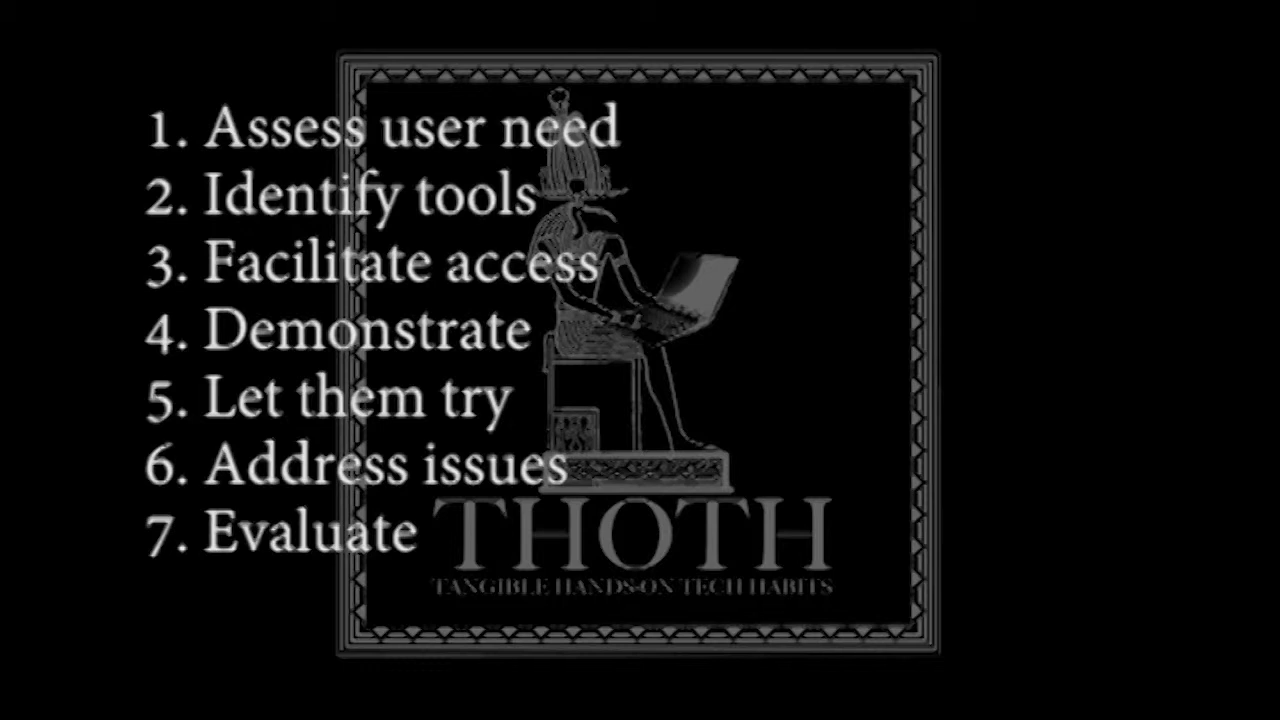 1. Assess user need
2. Identify tools
3. Facilitate access
4. Demonstrate
5. Let them try
6. Address issues
7. Evaluate
THOTH
TANGIBLE HANDS-ON TECH HABITS